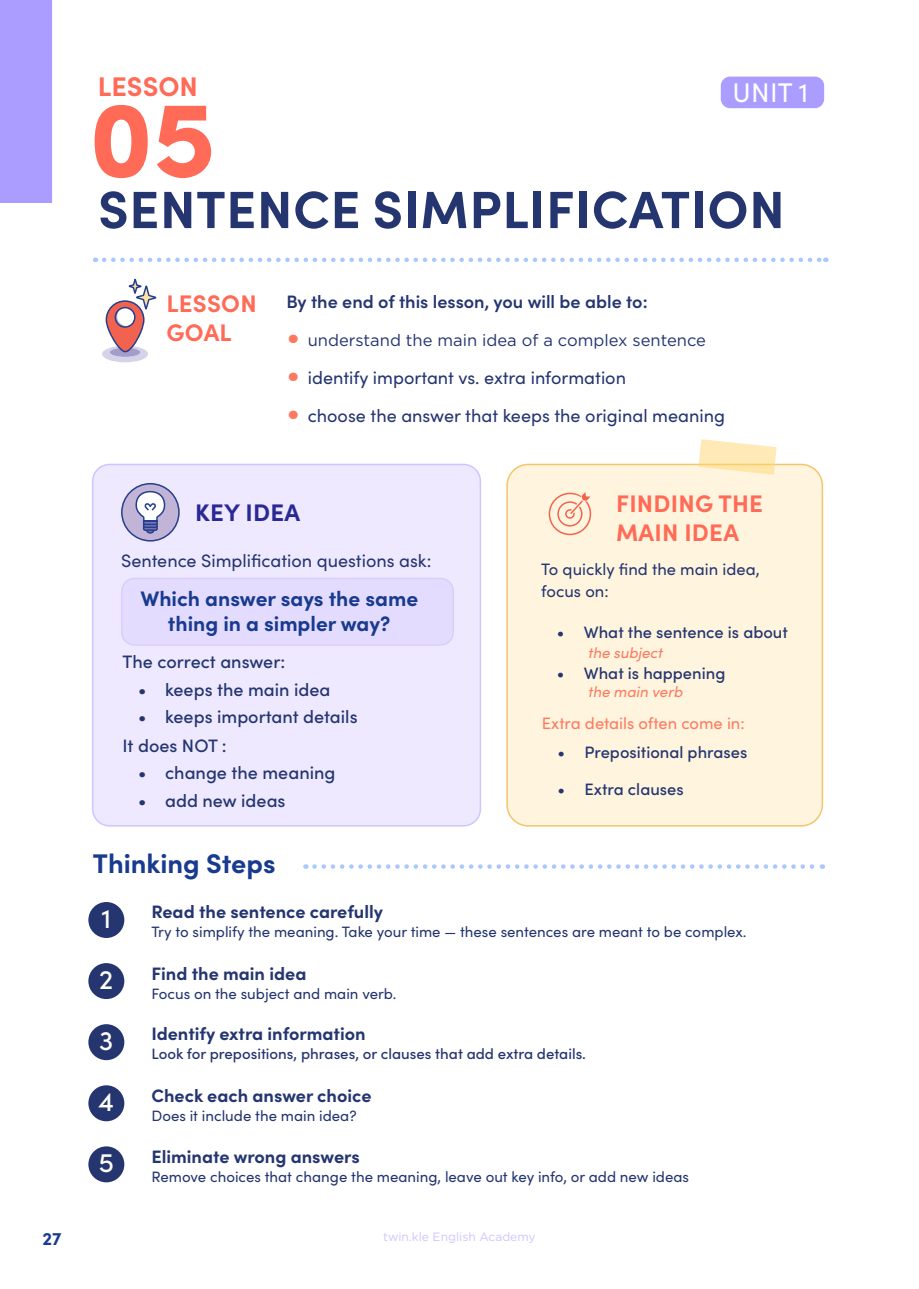 LESSON
05
UNIT 1
SENTENCE SIMPLIFICATION
LESSON
GOAL
By the end of this lesson, you will be able to:
• understand the main idea of a complex sentence
• identify important vs. extra information
• choose the answer that keeps the original meaning
KEY IDEA
Sentence Simplification questions ask:
Which answer says the same
thing in a simpler way?
The correct answer:
• keeps the main idea
• keeps important details
It does NOT :
• change the meaning
• add new ideas
FINDING THE
MAIN IDEA
To quickly find the main idea,
focus on:
• What the sentence is about
the subject
• What is happening
the main verb
Extra details often come in:
• Prepositional phrases
• Extra clauses
Thinking Steps
1 Read the sentence carefully
Try to simplify the meaning. Take your time — these sentences are meant to be complex.
2 Find the main idea
Focus on the subject and main verb.
3 Identify extra information
Look for prepositions, phrases, or clauses that add extra details.
4 Check each answer choice
Does it include the main idea?
5 Eliminate wrong answers
Remove choices that change the meaning, leave out key info, or add new ideas
27
twin.kle English Academy